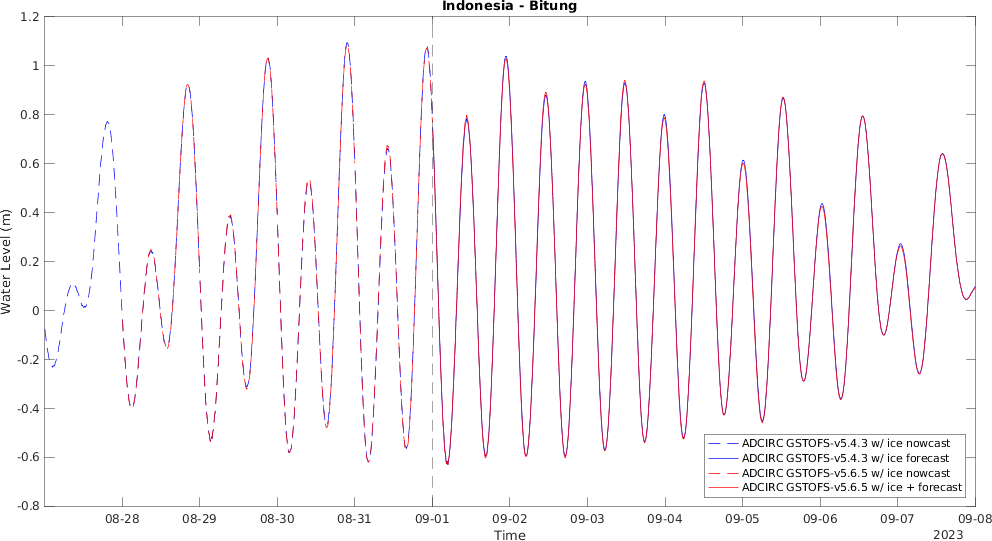 Indonesia - Bitung
1.2
1
0.8
0.6
0.4
0.2
0
-0.2
-0.4
-0.6
-0.8
Water Level (m)
ADCIRC GSTOFS-v5.4.3 w/ ice nowcast
ADCIRC GSTOFS-v5.4.3 w/ ice forecast
ADCIRC GSTOFS-v5.6.5 w/ ice nowcast
ADCIRC GSTOFS-v5.6.5 w/ ice + forecast
08-28 08-29 08-30 08-31 09-01 09-02 09-03 09-04 09-05 09-06 09-07 09-08
Time
2023